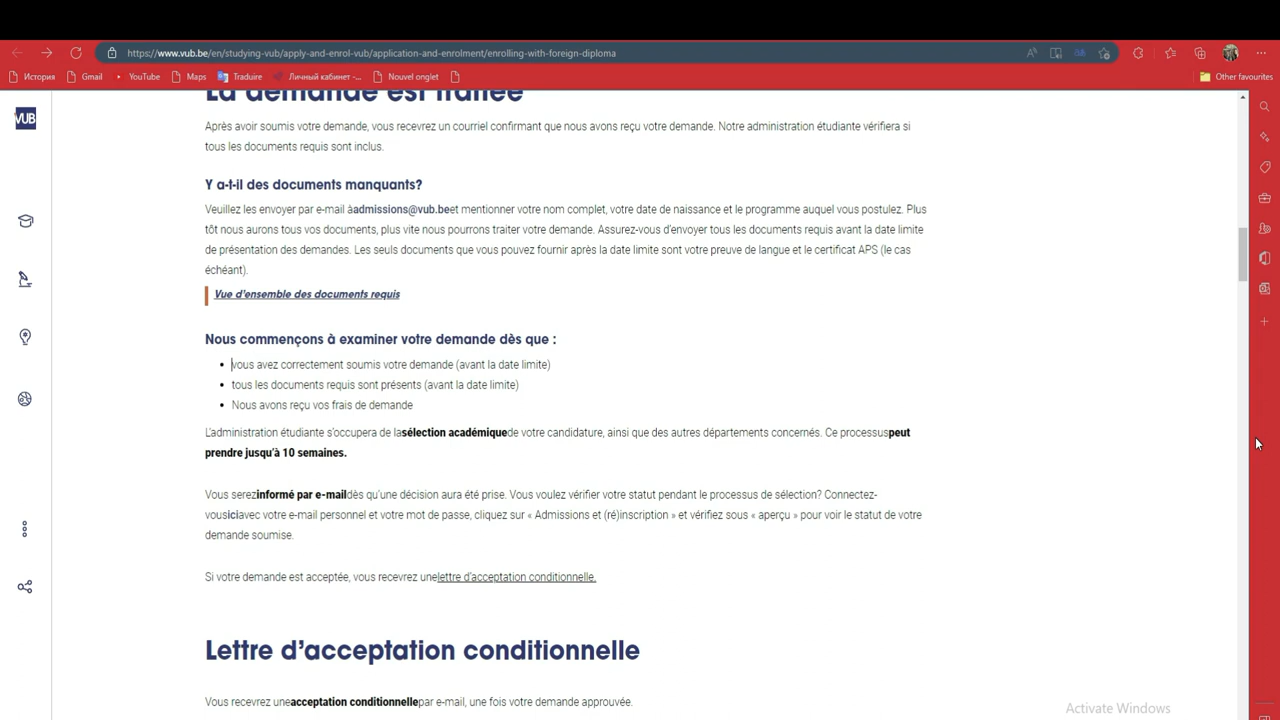 https://www.vub.be/en/studying-vub/apply-and-enrol-vub/application-and-enrolment/enrolling-with-foreign-diploma
История Gmail YouTube Maps Traduire Личный кабинет -... Nouvel onglet Other favourites
VUB
La demande est traitée
Après avoir soumis votre demande, vous recevrez un courriel confirmant que nous avons reçu votre demande. Notre administration étudiante vérifiera si
tous les documents requis sont inclus.
Y a-t-il des documents manquants?
Veuillez les envoyer par e-mail àadmissions@vub.beet mentionner votre nom complet, votre date de naissance et le programme auquel vous postulez. Plus
tôt nous aurons tous vos documents, plus vite nous pourrons traiter votre demande. Assurez-vous d'envoyer tous les documents requis avant la date limite
de présentation des demandes. Les seuls documents que vous pouvez fournir après la date limite sont votre preuve de langue et le certificat APS (le cas
échéant).
Vue d'ensemble des documents requis
Nous commençons à examiner votre demande dès que :
• vous avez correctement soumis votre demande (avant la date limite)
• tous les documents requis sont présents (avant la date limite)
• Nous avons reçu vos frais de demande
L'administration étudiante s'occupera de lasélection académiquede votre candidature, ainsi que des autres départements concernés. Ce processuspeut
prendre jusqu'à 10 semaines.
Vous serezinformé par e-maildès qu'une décision aura été prise. Vous voulez vérifier votre statut pendant le processus de sélection? Connectez-
vousiciavec votre e-mail personnel et votre mot de passe, cliquez sur « Admissions et (ré)inscription » et vérifiez sous « aperçu » pour voir le statut de votre
demande soumise.
Si votre demande est acceptée, vous recevrez unelettre d'acceptation conditionnelle.
Lettre d'acceptation conditionnelle
Vous recevrez uneacceptation conditionnellepar e-mail, une fois votre demande approuvée.
Activate Windows